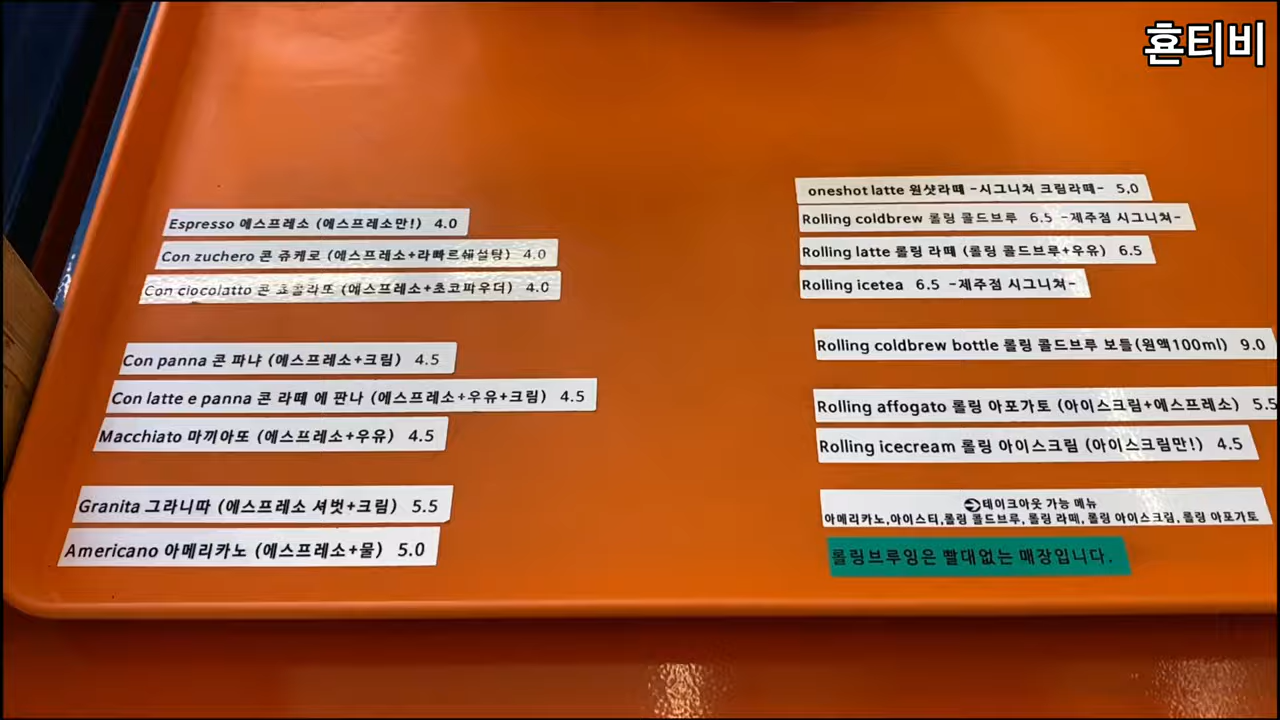 흔티비
Espresso 에스프레소 (에스프레소만!) 4.0
Con zuchero 콘 쥬케로 (에스프레소+라빠르쉐설탕) 4.0
Con ciocolatto 콘 쵸콜라또 (에스프레소+초코파우더) 4.0
Con panna 콘 파냐 (에스프레소+크림) 4.5
Con latte e panna 콘 라떼 에 판나 (에스프레소+우유+크림) 4.5
Macchiato 마끼아또 (에스프레소+우유) 4.5
Granita 그라니따 (에스프레소 셔벗+크림) 5.5
Americano 아메리카노 (에스프레소+물) 5.0
oneshot latte 원샷라떼 -시그니쳐 크림라떼- 5.0
Rolling coldbrew 롤링 콜드브루 6.5 -제주점 시그니쳐-
Rolling latte 롤링 라떼 (롤링 콜드브루+우유) 6.5
Rolling icetea 6.5 -제주점 시그니쳐-
Rolling coldbrew bottle 롤링 콜드브루 보틀(원액100ml) 9.0
Rolling affogato 롤링 아포가토 (아이스크림+에스프레소) 5.5
Rolling icecream 롤링 아이스크림 (아이스크림만!) 4.5
테이크아웃 가능 메뉴
아메리카노,아이스티,롤링 콜드브루, 롤링 라떼, 롤링 아이스크림, 롤링 아포가토
롤링브루잉은 빨대없는 매장입니다.